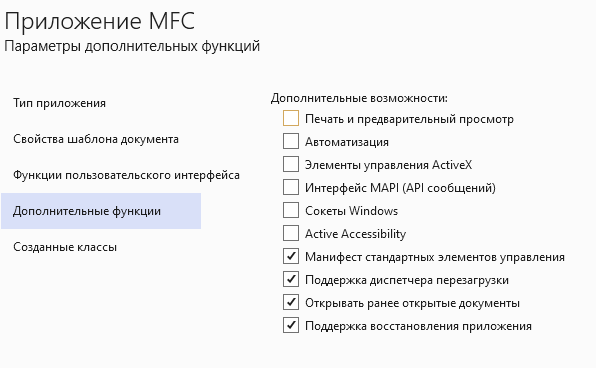 Приложение MFC
Параметры дополнительных функций
Тип приложения
Свойства шаблона документа
Функции пользовательского интерфейса
Дополнительные функции
Созданные классы
Дополнительные возможности:
Печать и предварительный просмотр
Автоматизация
Элементы управления ActiveX
Интерфейс MAPI (API сообщений)
Сокеты Windows
Active Accessibility
Манифест стандартных элементов управления
Поддержка диспетчера перезагрузки
Открывать ранее открытые документы
Поддержка восстановления приложения